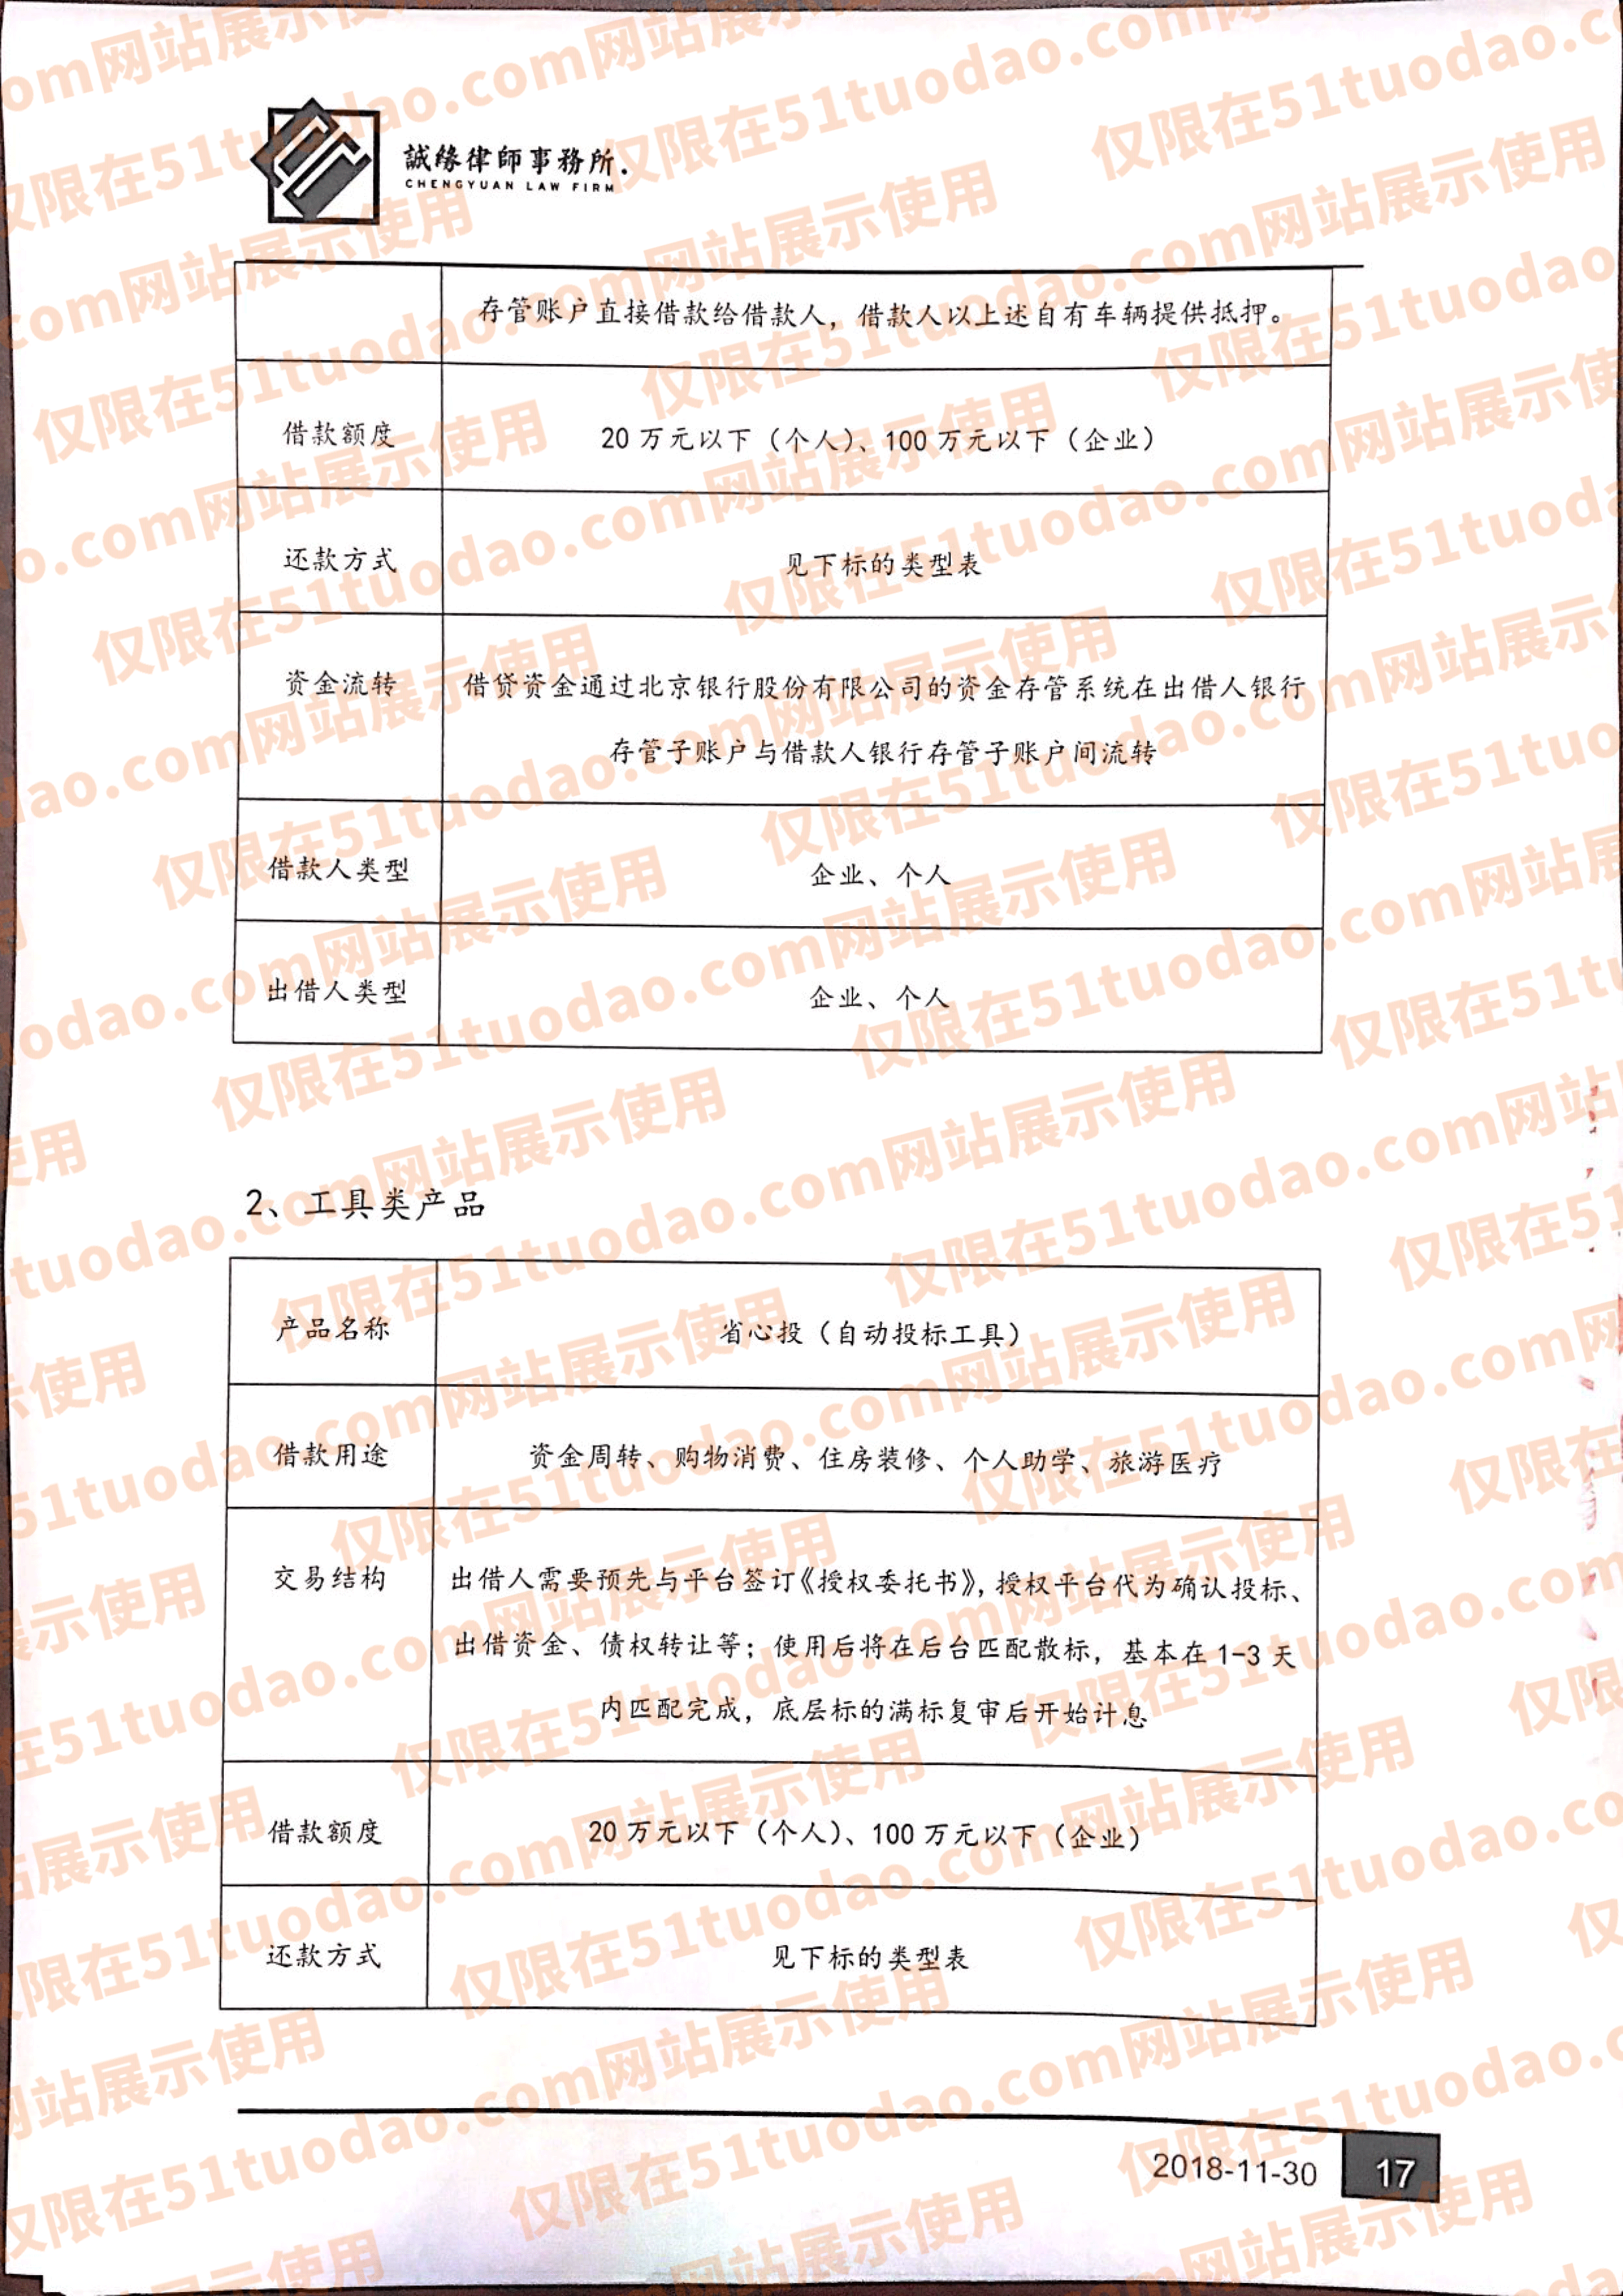 誠緣律師事務所.
CHENGYUAN LAW FIRM
存管账户直接借款给借款人，借款人以上述自有车辆提供抵押。
借款额度
20 万元以下（个人）、100 万元以下（企业）
还款方式
见下标的类型表
资金流转
借贷资金通过北京银行股份有限公司的资金存管系统在出借人银行
存管子账户与借款人银行存管子账户间流转
借款人类型
企业、个人
出借人类型
企业、个人
2、工具类产品
产品名称
省心投（自动投标工具）
借款用途
资金周转、购物消费、住房装修、个人助学、旅游医疗
交易结构
出借人需要预先与平台签订《授权委托书》，授权平台代为确认投标、
出借资金、债权转让等；使用后将在后台匹配散标，基本在 1-3 天
内匹配完成，底层标的满标复审后开始计息
借款额度
20 万元以下（个人）、100 万元以下（企业）
还款方式
见下标的类型表
2018-11-30
17
仅限在51tuodao.com网站展示使用